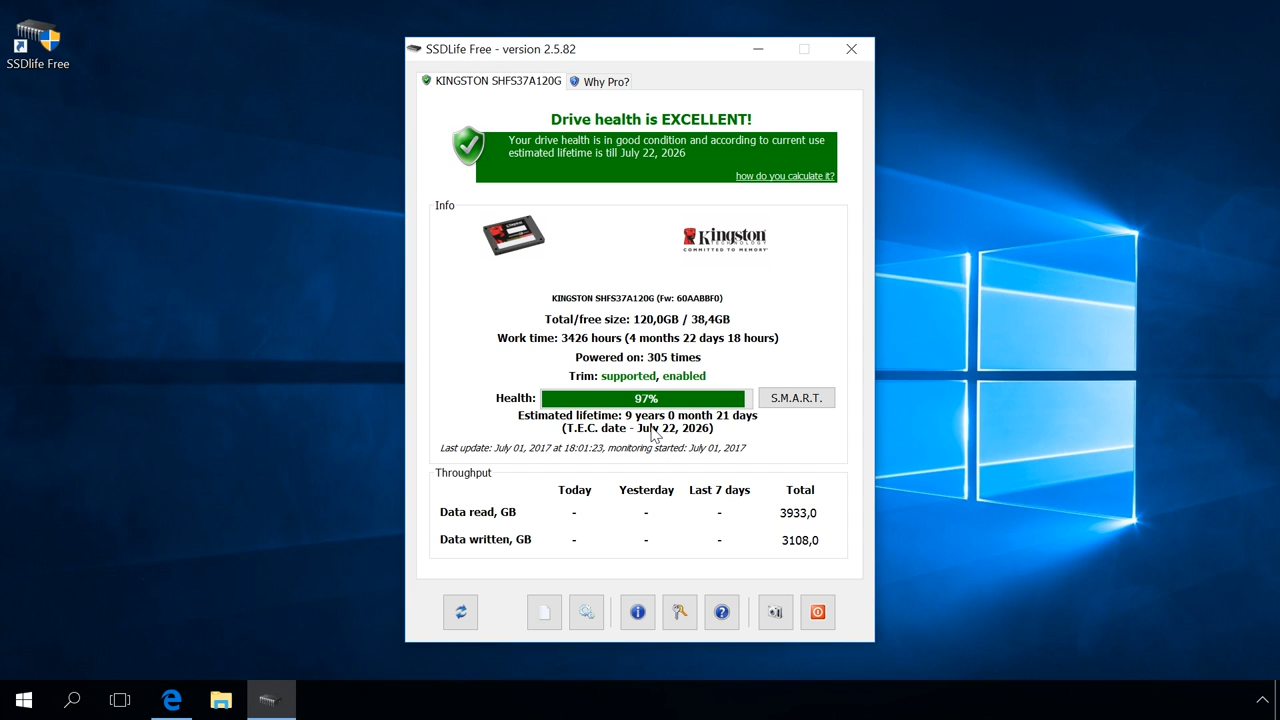 SSDlife Free
SSDLife Free - version 2.5.82
KINGSTON SHFS37A120G
Why Pro?
Drive health is EXCELLENT!
Your drive health is in good condition and according to current use
estimated lifetime is till July 22, 2026
how do you calculate it?
Info
Kingston
TECHNOLOGY
COMMITTED TO MEMORY
KINGSTON SHFS37A120G (Fw: 60AABBF0)
Total/free size: 120,0GB / 38,4GB
Work time: 3426 hours (4 months 22 days 18 hours)
Powered on: 305 times
Trim: supported, enabled
Health: 97% S.M.A.R.T.
Estimated lifetime: 9 years 0 month 21 days
(T.E.C. date - July 22, 2026)
Last update: July 01, 2017 at 18:01:23, monitoring started: July 01, 2017
Throughput
Today Yesterday Last 7 days Total
Data read, GB - - - 3933,0
Data written, GB - - - 3108,0